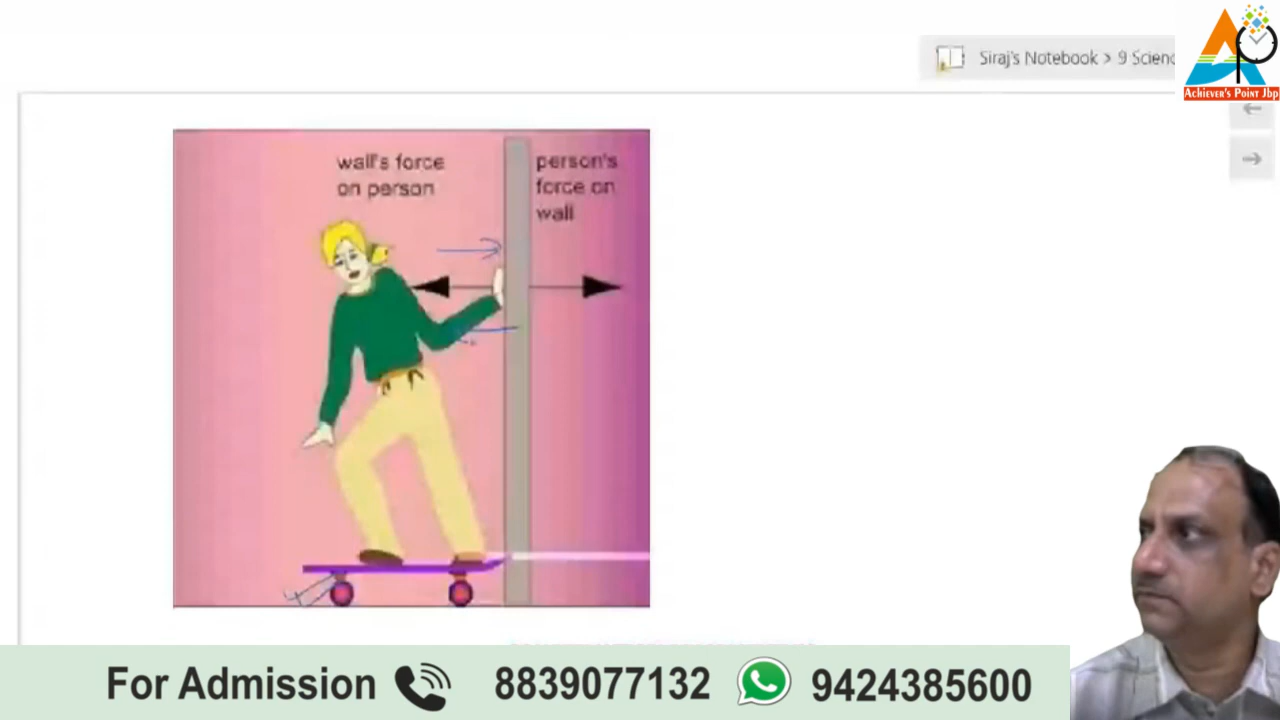 Siraj's Notebook > 9 Scienc
ACHIEVER'S POINT Jbp
wall's force
on person
person's
force on
wall
For Admission 8839077132 9424385600